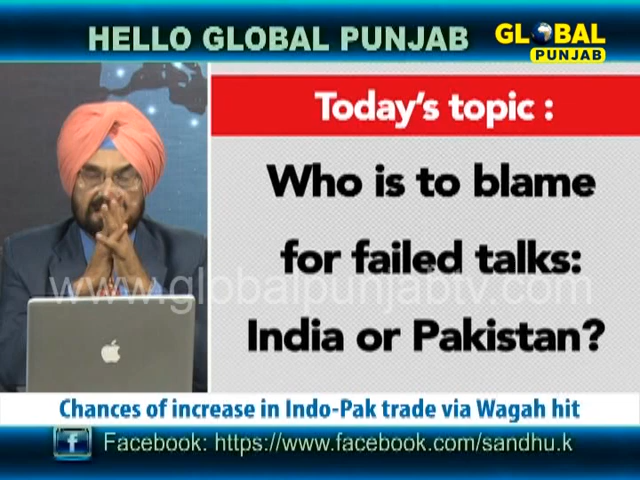 HELLO GLOBAL PUNJAB
GLOBAL
PUNJAB
Today's topic :
Who is to blame
for failed talks:
India or Pakistan?
www.globalpunjabtv.com
Chances of increase in Indo-Pak trade via Wagah hit
f Facebook: https://www.facebook.com/sandhu.k